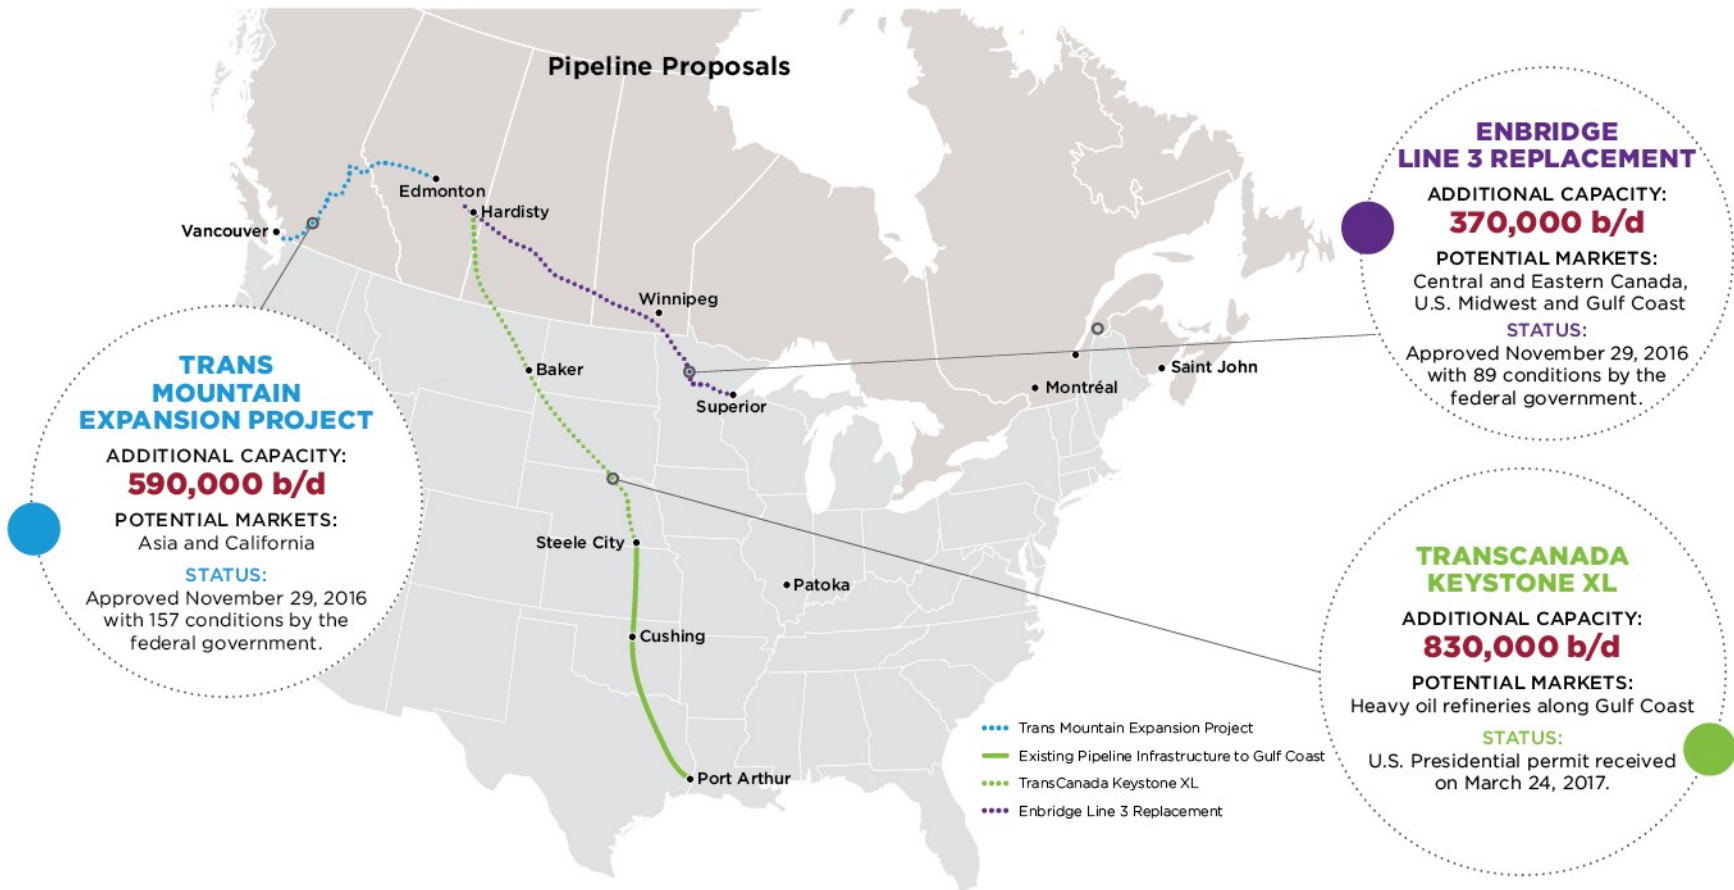 Pipeline Proposals
Edmonton
Hardisty
Vancouver
Winnipeg
Baker
Superior
Montréal
Saint John
Steele City
Patoka
Cushing
Port Arthur
TRANS
MOUNTAIN
EXPANSION PROJECT
ADDITIONAL CAPACITY:
590,000 b/d
POTENTIAL MARKETS:
Asia and California
STATUS:
Approved November 29, 2016
with 157 conditions by the
federal government.
ENBRIDGE
LINE 3 REPLACEMENT
ADDITIONAL CAPACITY:
370,000 b/d
POTENTIAL MARKETS:
Central and Eastern Canada,
U.S. Midwest and Gulf Coast
STATUS:
Approved November 29, 2016
with 89 conditions by the
federal government.
TRANSCANADA
KEYSTONE XL
ADDITIONAL CAPACITY:
830,000 b/d
POTENTIAL MARKETS:
Heavy oil refineries along Gulf Coast
STATUS:
U.S. Presidential permit received
on March 24, 2017.
Trans Mountain Expansion Project
Existing Pipeline Infrastructure to Gulf Coast
TransCanada Keystone XL
Enbridge Line 3 Replacement